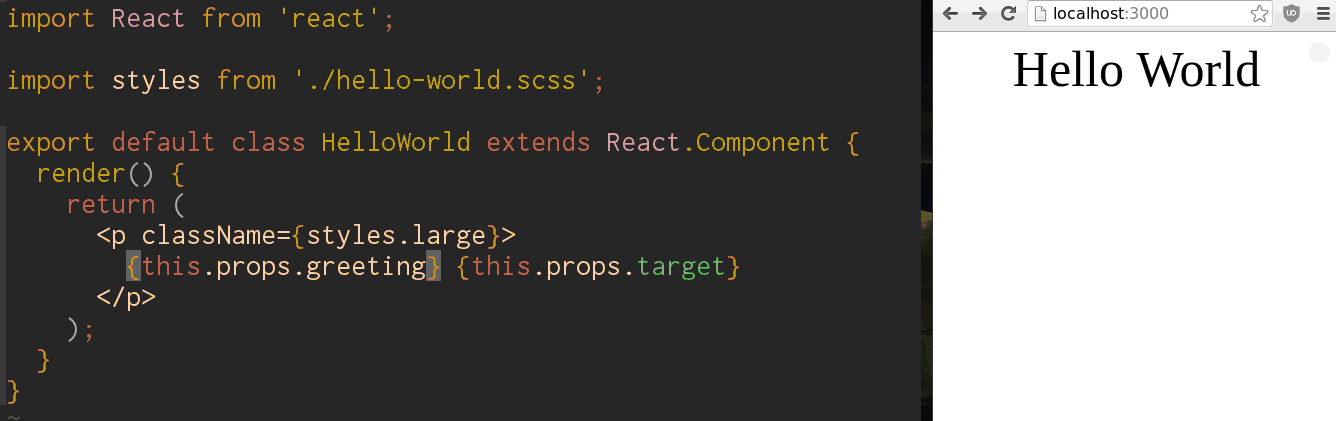 import React from 'react';
import styles from './hello-world.scss';
export default class HelloWorld extends React.Component {
  render() {
    return (
      <p className={styles.large}>
        {this.props.greeting} {this.props.target}
      </p>
    );
  }
}
~
localhost:3000
Hello World